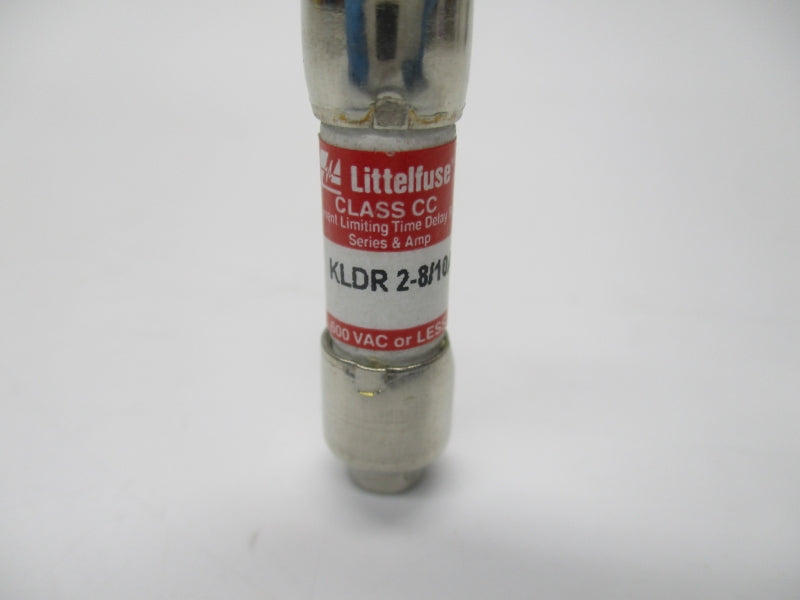 Littelfuse
CLASS CC
Limiting Time Delay
Series & Amp
KLDR 2-8/10
600 VAC or LESS